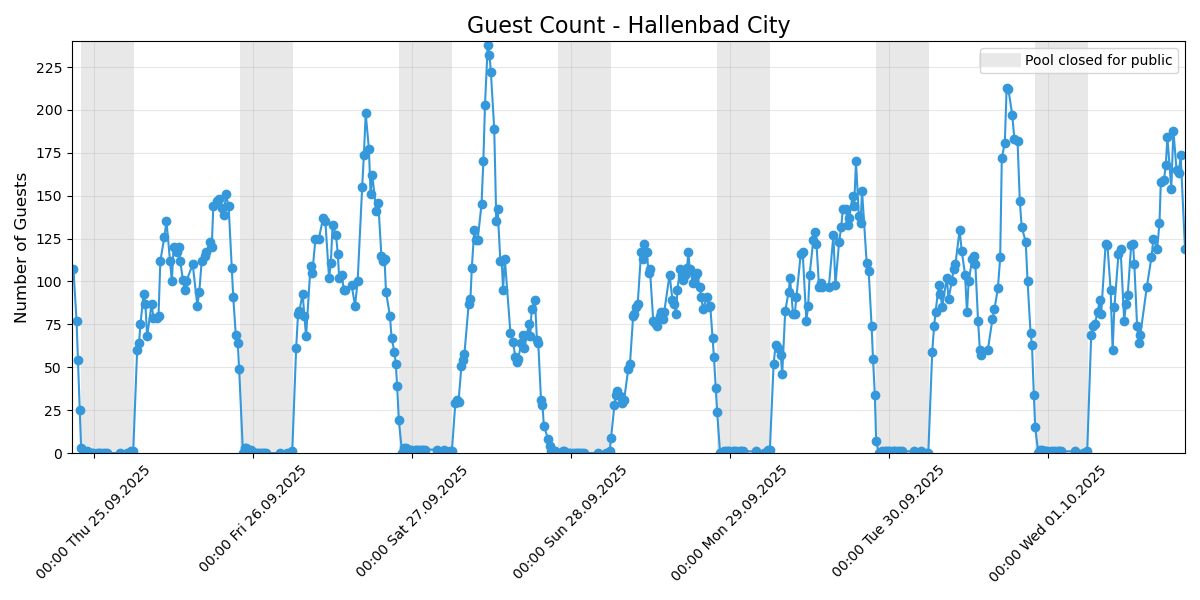 Guest Count - Hallenbad City
Pool closed for public
Number of Guests
225
200
175
150
125
100
75
50
25
0
00:00 Thu 25.09.2025
00:00 Fri 26.09.2025
00:00 Sat 27.09.2025
00:00 Sun 28.09.2025
00:00 Mon 29.09.2025
00:00 Tue 30.09.2025
00:00 Wed 01.10.2025